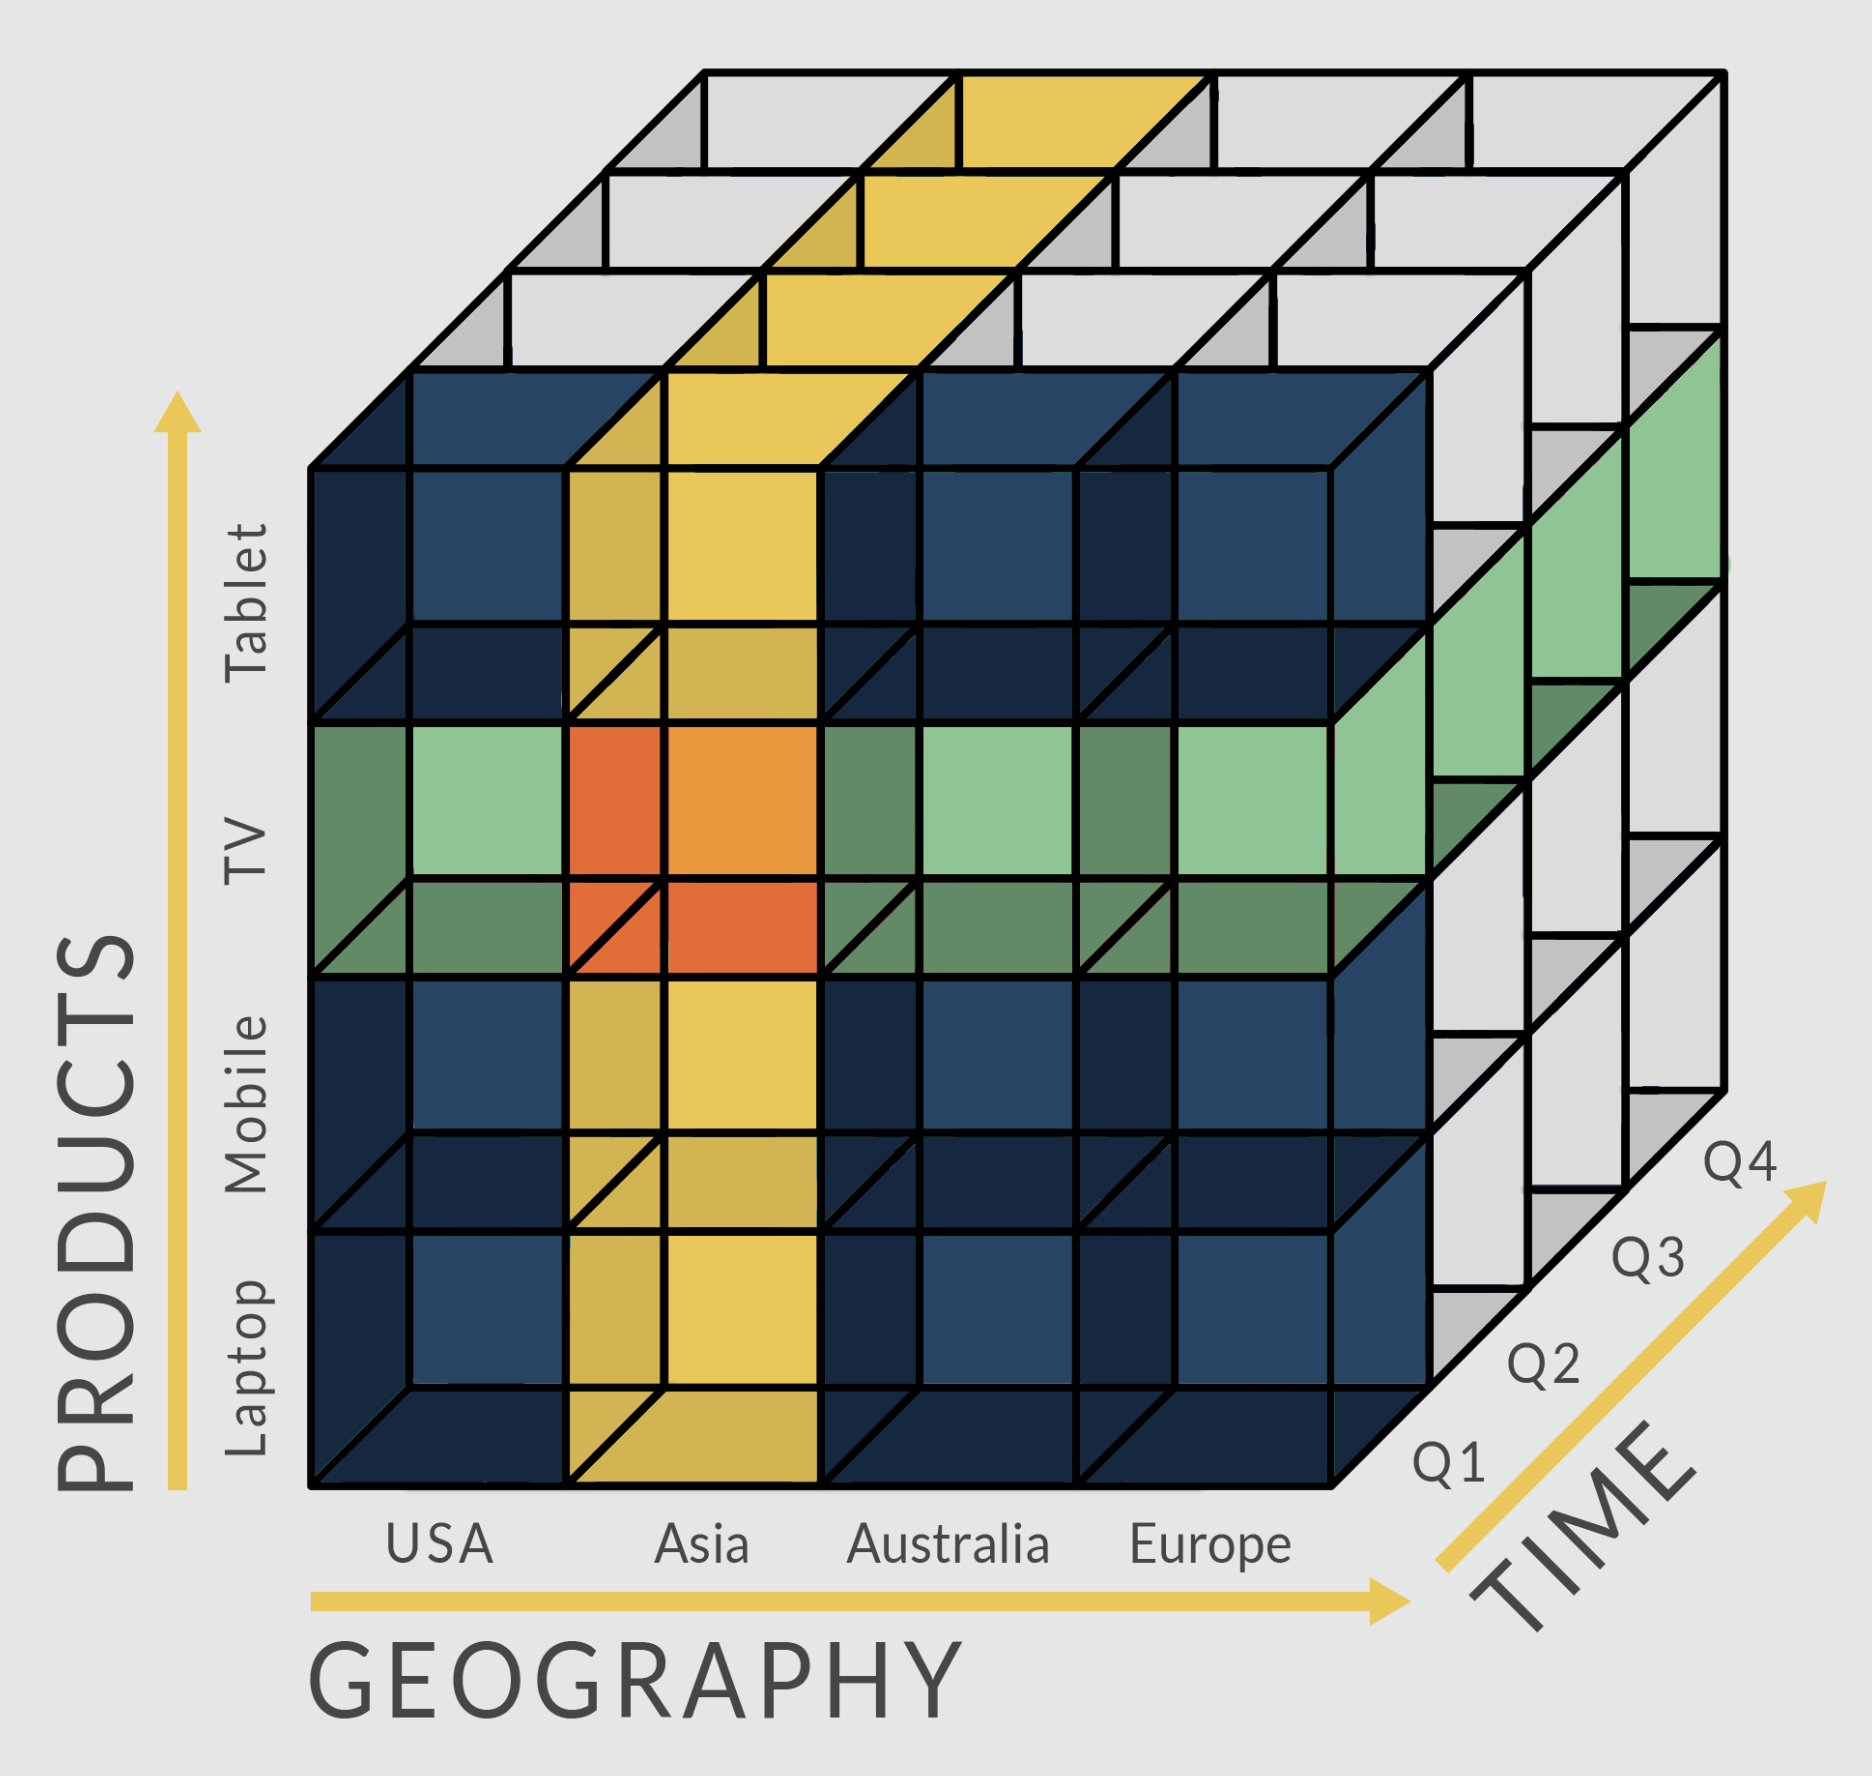 PRODUCTS
Tablet
TV
Mobile
Laptop
USA Asia Australia Europe
GEOGRAPHY
Q1
Q2
Q3
Q4
TIME